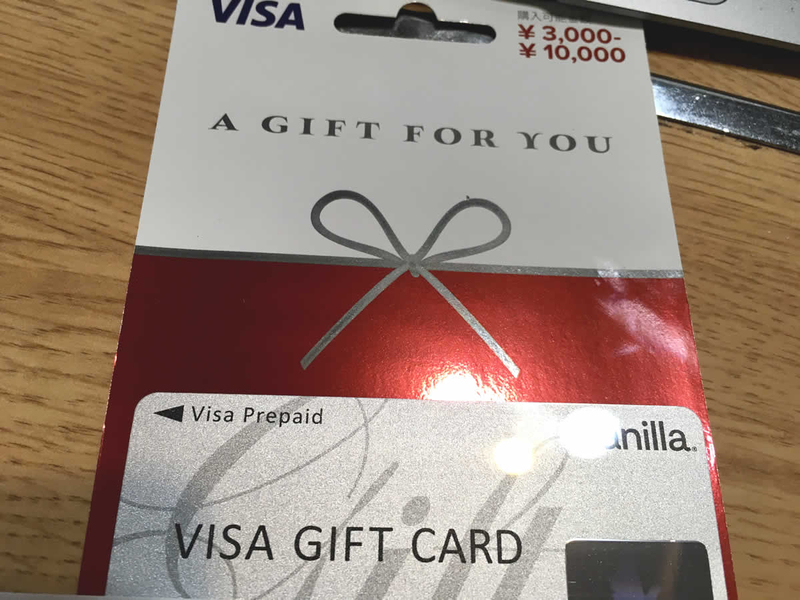 VISA
¥ 3,000-
¥ 10,000
A GIFT FOR YOU
Visa Prepaid
VISA GIFT CARD